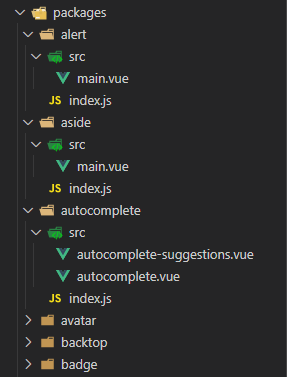 packages
alert
src
main.vue
JS index.js
aside
src
main.vue
JS index.js
autocomplete
src
autocomplete-suggestions.vue
autocomplete.vue
JS index.js
avatar
backtop
badge